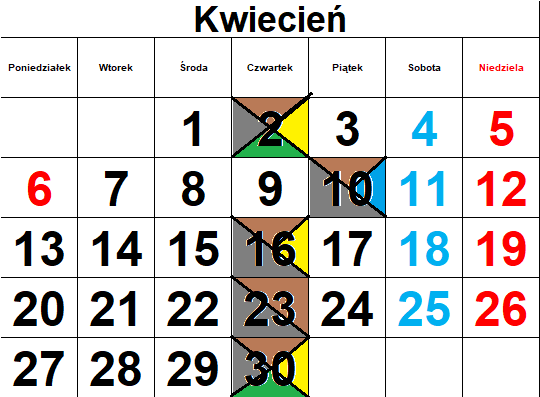 Kwiecień
Poniedziałek Wtorek Środa Czwartek Piątek Sobota Niedziela
1 2 3 4 5
6 7 8 9 10 11 12
13 14 15 16 17 18 19
20 21 22 23 24 25 26
27 28 29 30